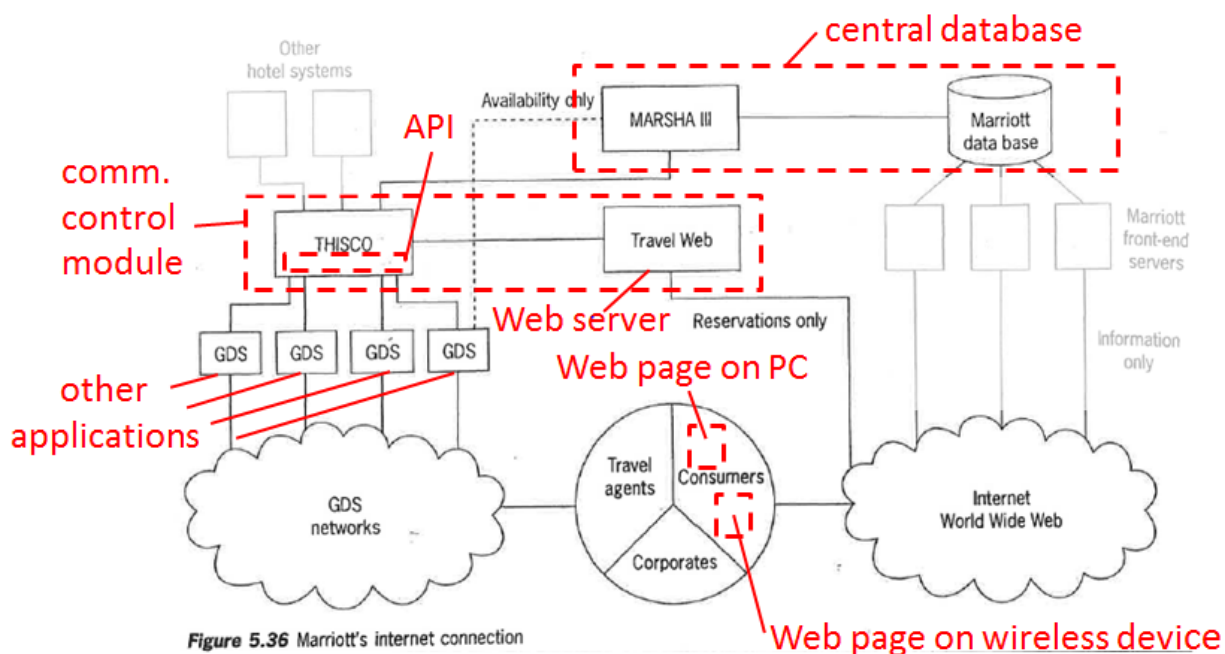 central database
Other
hotel systems
Availability only
MARSHA III
Marriott
data base
API
comm.
control
module
THISCO
Travel Web
Marriott
front-end
servers
Web server
Reservations only
GDS
GDS
GDS
GDS
Information
only
Web page on PC
other
applications
Travel
agents
Consumers
GDS
networks
Internet
World Wide Web
Corporates
Figure 5.36 Marriott's internet connection
Web page on wireless device